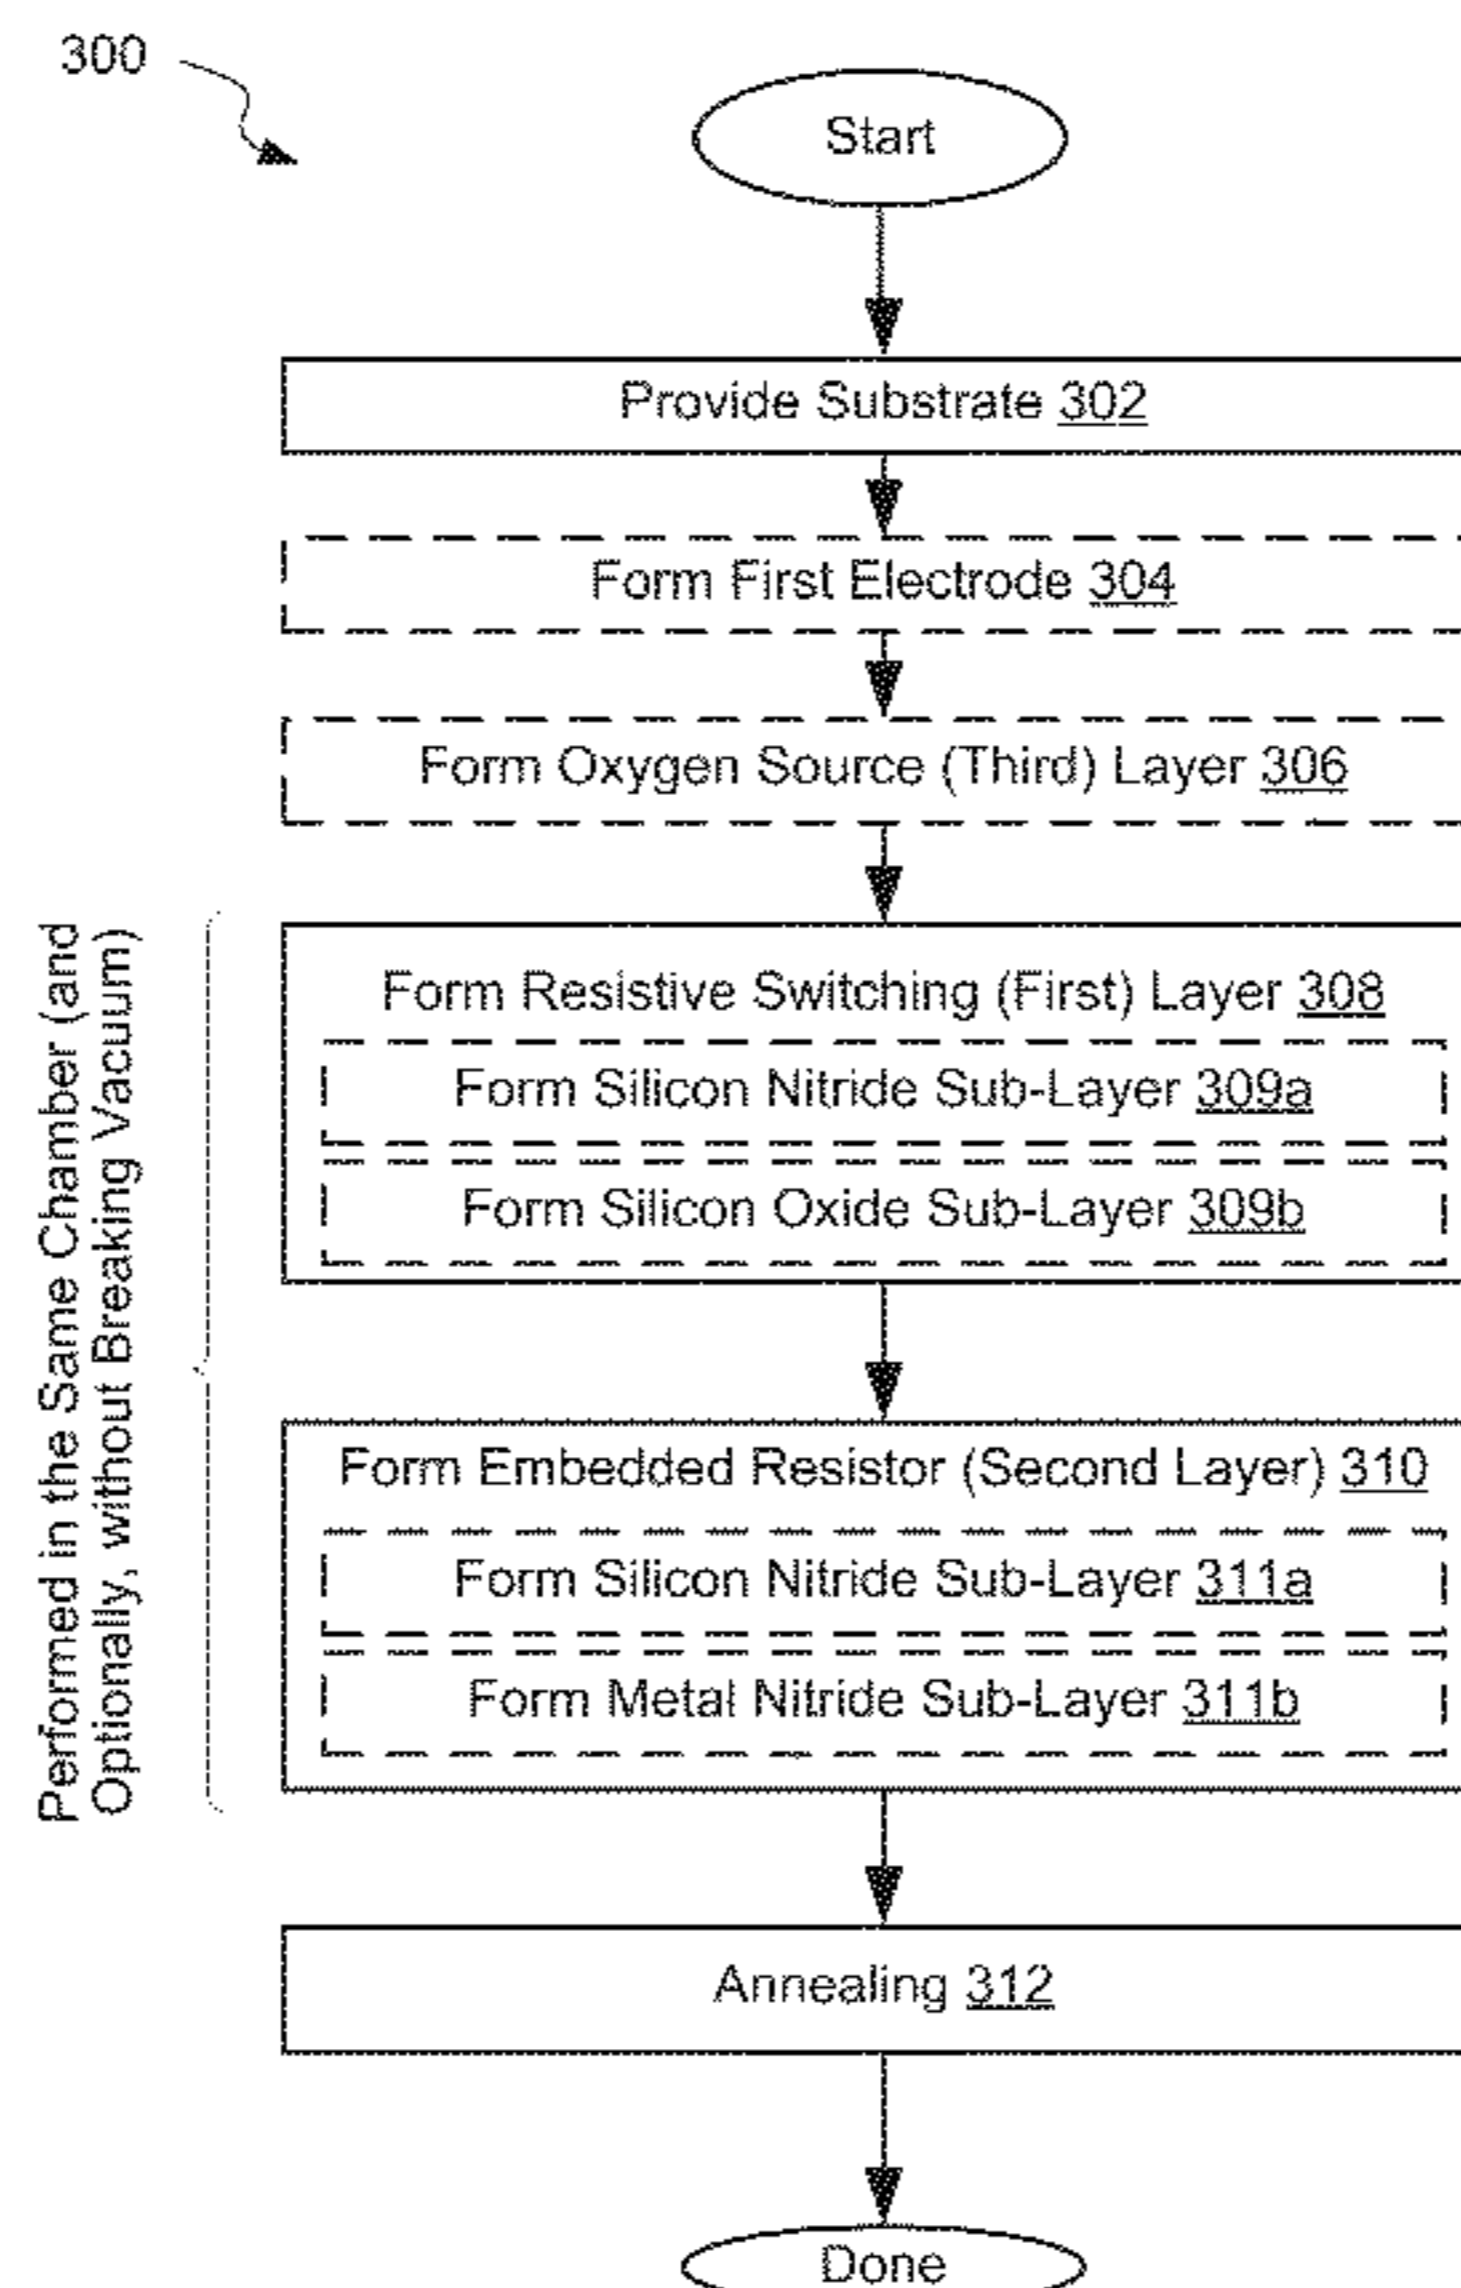 300
Start
Provide Substrate 302
Form First Electrode 304
Form Oxygen Source (Third) Layer 306
Performed in the Same Chamber (and
Optionally, without Breaking Vacuum)
Form Resistive Switching (First) Layer 308
Form Silicon Nitride Sub-Layer 309a
Form Silicon Oxide Sub-Layer 309b
Form Embedded Resistor (Second Layer) 310
Form Silicon Nitride Sub-Layer 311a
Form Metal Nitride Sub-Layer 311b
Annealing 312
Done